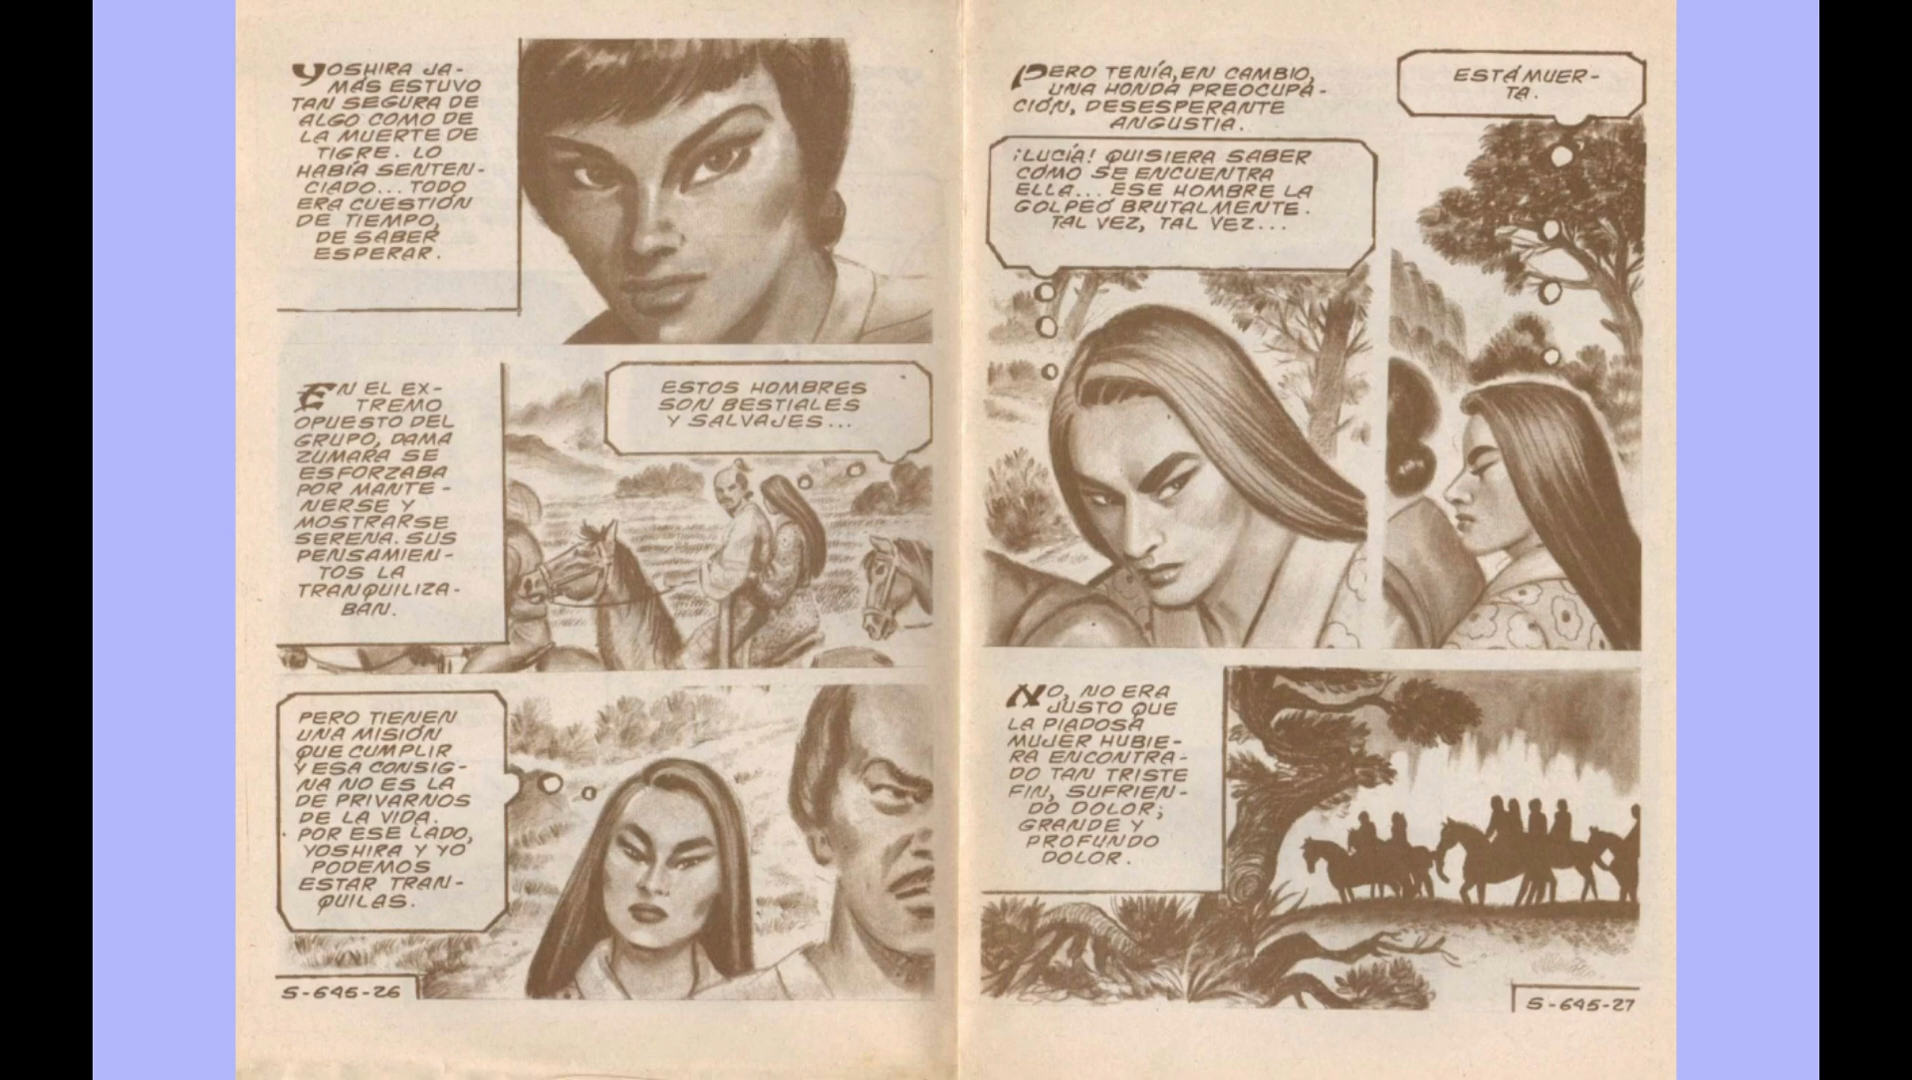 YOSHIRA JA-
MÁS ESTUVO
TAN SEGURA DE
ALGO COMO DE
LA MUERTE DE
TIGRE. LO
HABÍA SENTEN-
CIADO... TODO
ERA CUESTIÓN
DE TIEMPO,
DE SABER
ESPERAR.
EN EL EX-
TREMO
OPUESTO DEL
GRUPO, DAMA
ZUMARA SE
ESFORZABA
POR MANTE-
NERSE Y
MOSTRARSE
SERENA. SUS
PENSAMIEN-
TOS LA
TRANQUILIZA-
BAN.
ESTOS HOMBRES
SON BESTIALES
Y SALVAJES...
PERO TIENEN
UNA MISIÓN
QUE CUMPLIR
Y ESA CONSIG-
NA NO ES LA
DE PRIVARNOS
DE LA VIDA.
POR ESE LADO,
YOSHIRA Y YO
PODEMOS
ESTAR TRAN-
QUILAS.
S-645-26
PERO TENÍA, EN CAMBIO,
UNA HONDA PREOCUPA-
CIÓN, DESESPERANTE
ANGUSTIA.
¡LUCÍA! QUISIERA SABER
CÓMO SE ENCUENTRA
ELLA... ESE HOMBRE LA
GOLPEÓ BRUTALMENTE.
TAL VEZ, TAL VEZ...
ESTÁ MUER-
TA.
NO, NO ERA
JUSTO QUE
LA PIADOSA
MUJER HUBIE-
RA ENCONTRA-
DO TAN TRISTE
FIN, SUFRIEN-
DO DOLOR;
GRANDE Y
PROFUNDO
DOLOR.
S-645-27